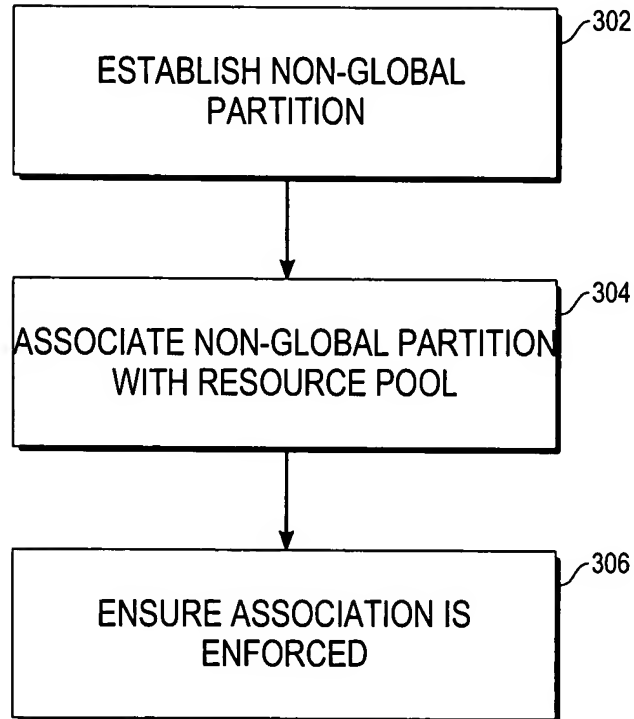 302
ESTABLISH NON-GLOBAL
PARTITION
304
ASSOCIATE NON-GLOBAL PARTITION
WITH RESOURCE POOL
306
ENSURE ASSOCIATION IS
ENFORCED